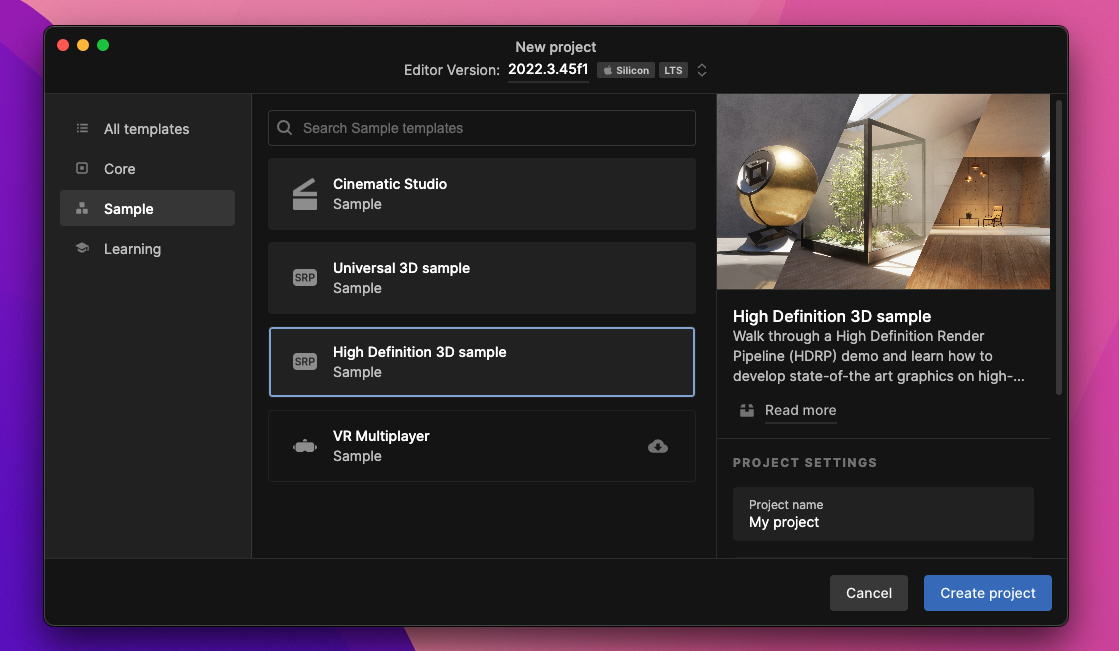 New project
Editor Version: 2022.3.45f1 Silicon LTS
All templates
Core
Sample
Learning
Search Sample templates
Cinematic Studio
Sample
SRP
Universal 3D sample
Sample
SRP
High Definition 3D sample
Sample
VR Multiplayer
Sample
High Definition 3D sample
Walk through a High Definition Render
Pipeline (HDRP) demo and learn how to
develop state-of-the art graphics on high-...
Read more
PROJECT SETTINGS
Project name
My project
Cancel
Create project